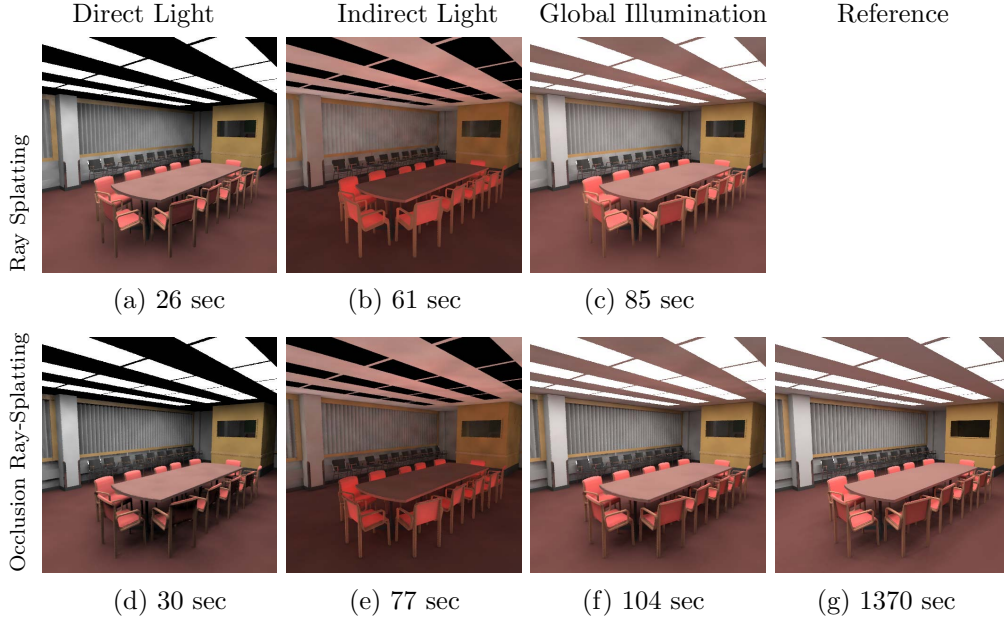 Direct Light Indirect Light Global Illumination Reference
Ray Splatting
(a) 26 sec (b) 61 sec (c) 85 sec
Occlusion Ray-Splatting
(d) 30 sec (e) 77 sec (f) 104 sec (g) 1370 sec